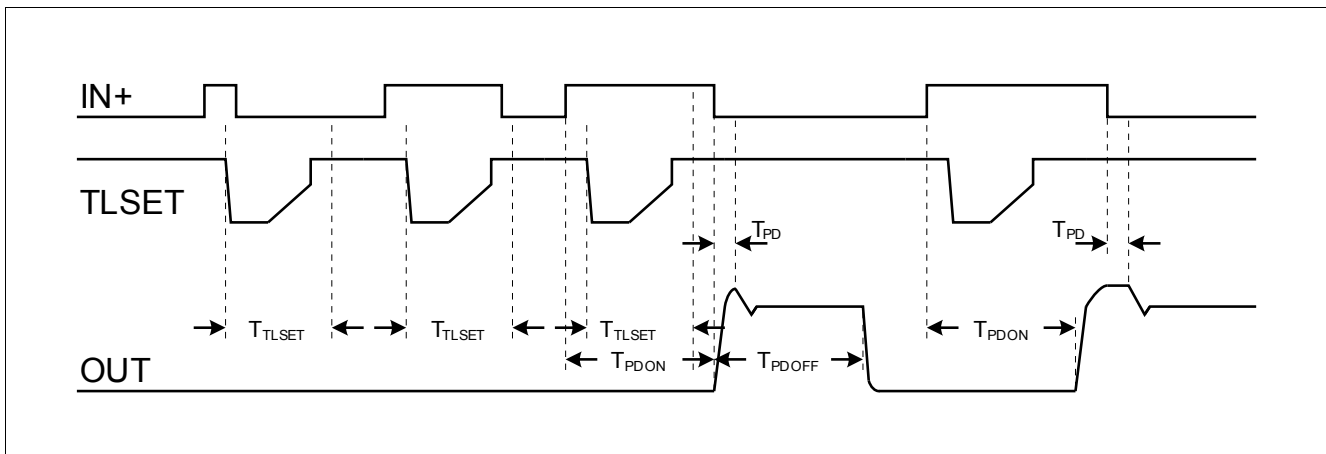 IN+
TLSET
TPD
TPD
TTLSET
TTLSET
TTLSET
TPDON
TPDON
TPDOFF
OUT